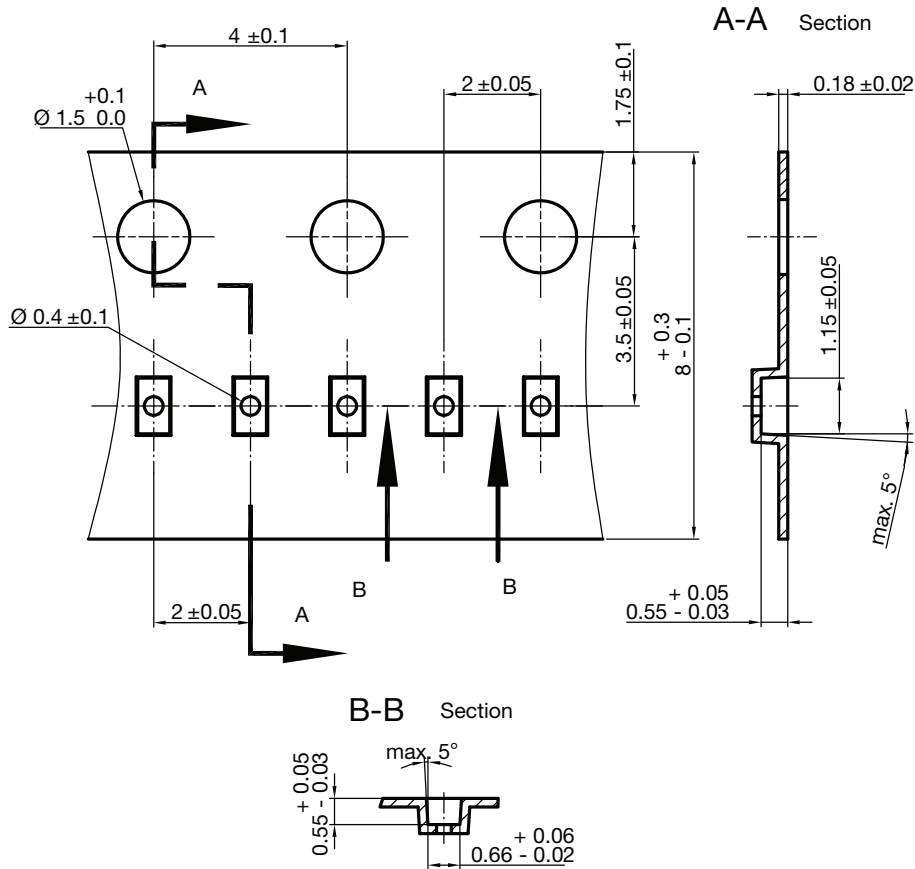 A-A Section
4 ±0.1
+0.1
Ø 1.5 0.0
A
2 ±0.05
1.75 ±0.1
0.18 ±0.02
Ø 0.4 ±0.1
3.5 ±0.05
+ 0.3
8 - 0.1
1.15 ±0.05
max. 5°
B
B
2 ±0.05
A
+ 0.05
0.55 - 0.03
B-B Section
max. 5°
+ 0.05
0.55 - 0.03
+ 0.06
0.66 - 0.02